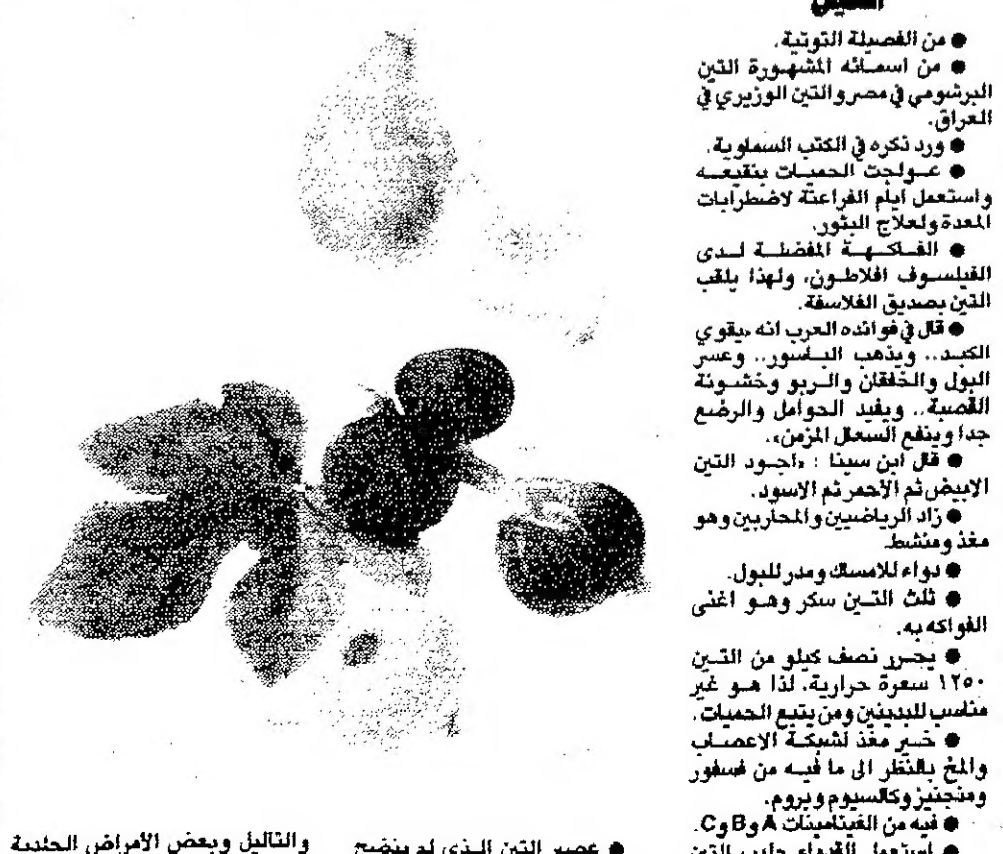 ● من الفصيلة التوتية.
● من اسمائه المشهورة التين
البرشومي في مصر والتين الوزيري في
العراق.
● ورد ذكره في الكتب السماوية.
● عولجت الحميات بنقيعه
واستعمل ايام الفراعنة لاضطرابات
المعدة ولعلاج البثور.
● الفاكهة المفضلة لدى
الفيلسوف افلاطون، ولهذا يلقب
التين بصديق الفلاسفة.
● قال في فوائده العرب انه «يقوي
الكبد.. ويذهب الباسور.. وعسر
البول والخفقان والربو وخشونة
القصبة.. ويفيد الحوامل والرضع
جدا وينفع السعال المزمن».
● قال ابن سينا : «اجود التين
الابيض ثم الاحمر ثم الاسود.
● زاد الرياضيين والمحاربين وهو
مغذ ومنشط.
● دواء للامساك ومدر للبول.
● ثلث التين سكر وهو اغنى
الفواكه به.
● يحرر نصف كيلو من التين
١٢٥٠ سعرة حرارية، لذا هو غير
مناسب للبدينين ومن يتبع الحميات.
● خير مغذ لشبكة الاعصاب
والمخ بالنظر الى ما فيه من فسفور
ومنجنيز وكالسيوم وبروم.
● فيه من الفيتامينات A و B و C.
● استعمل القدماء حليب التين
● عصير التين الذي لم ينضج
والثآليل وبعض الأمراض الجلدية